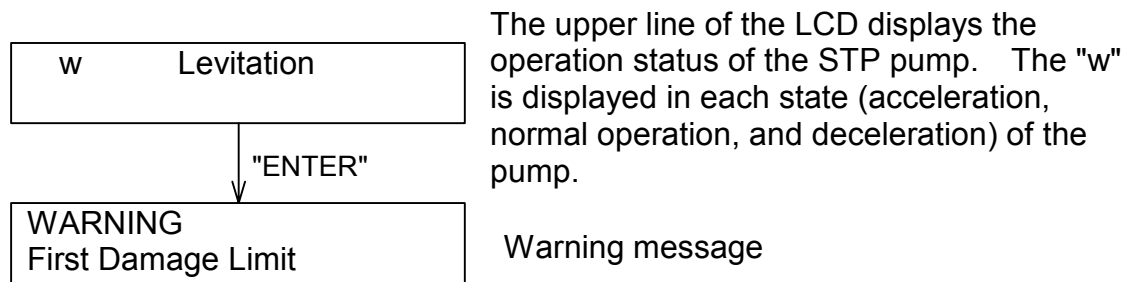 w Levitation
"ENTER"
WARNING
First Damage Limit
The upper line of the LCD displays the
operation status of the STP pump. The "w"
is displayed in each state (acceleration,
normal operation, and deceleration) of the
pump.
Warning message